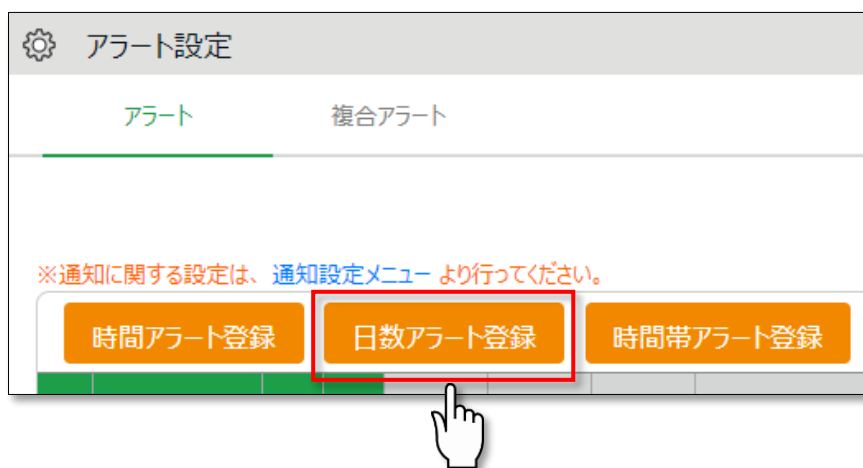 アラート設定
アラート 複合アラート
※通知に関する設定は、通知設定メニュー より行ってください。
時間アラート登録 日数アラート登録 時間帯アラート登録